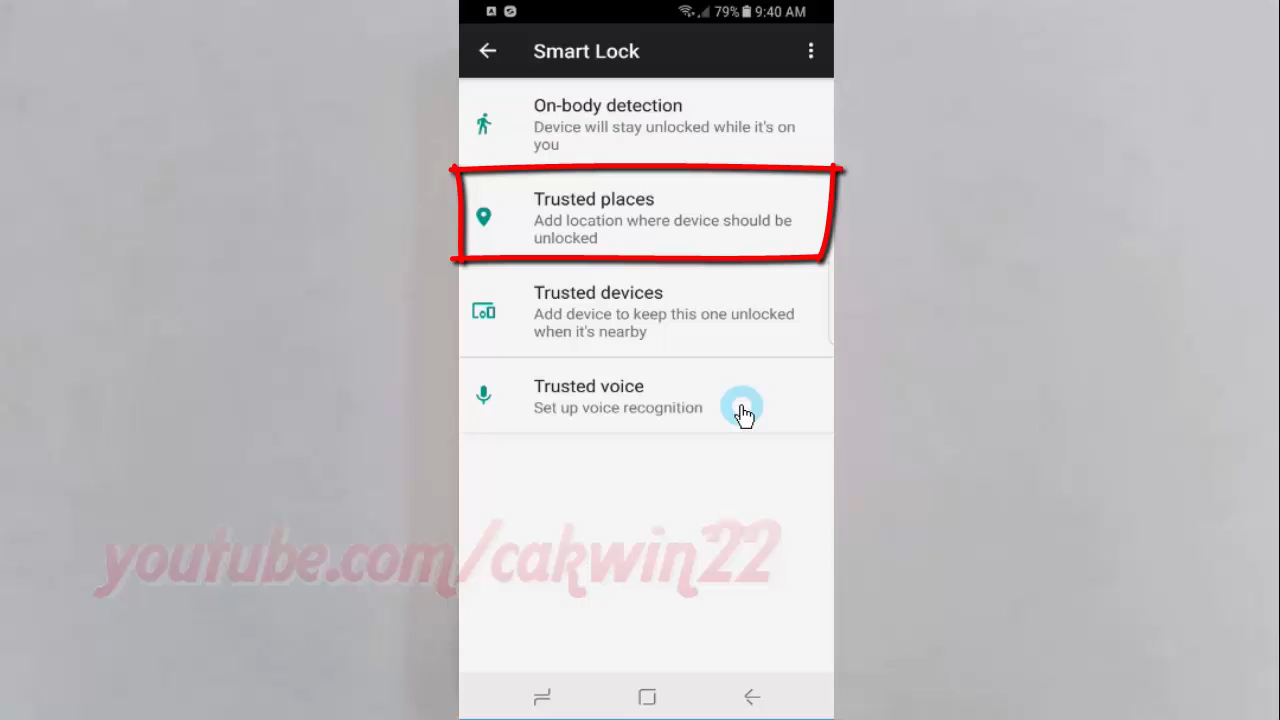 79% 9:40 AM
Smart Lock
On-body detection
Device will stay unlocked while it's on
you
Trusted places
Add location where device should be
unlocked
Trusted devices
Add device to keep this one unlocked
when it's nearby
Trusted voice
Set up voice recognition
youtube.com/cakwin22